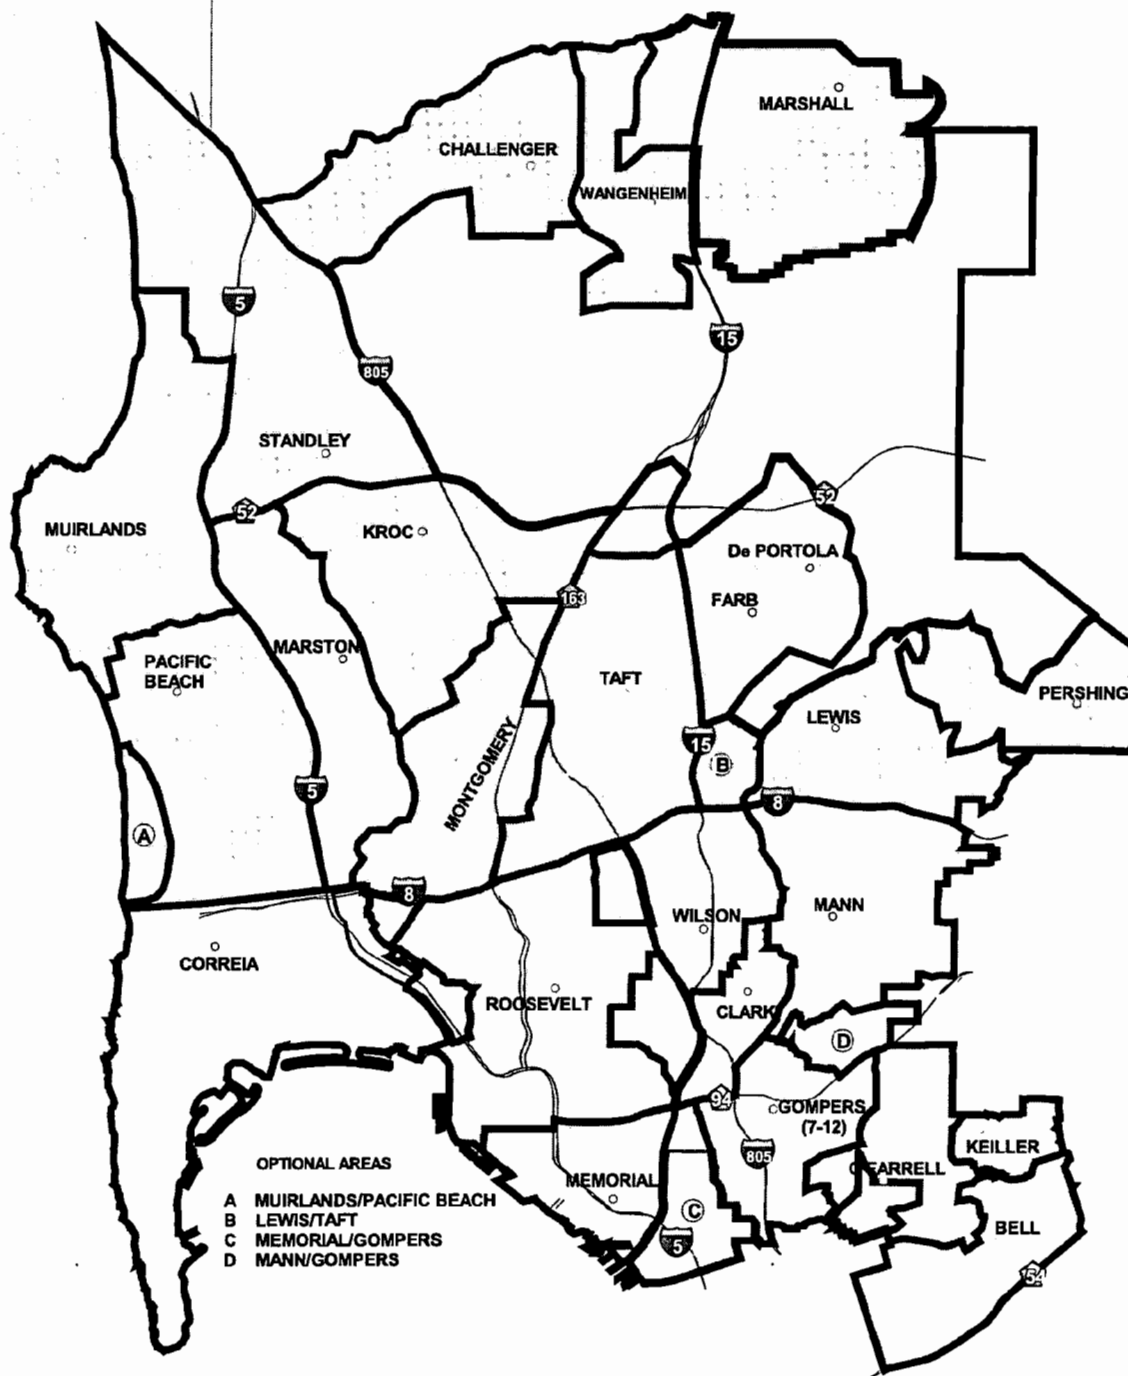 MARSHALL
CHALLENGER
WANGENHEIM
5
15
805
STANDLEY
52
52
MUIRLANDS
KROC
De PORTOLA
163
FARB
MARSTON
PACIFIC
BEACH
TAFT
PERSHING
LEWIS
MONTGOMERY
15
B
5
8
A
8
WILSON
MANN
CORREIA
ROOSEVELT
CLARK
D
94
GOMPERS
(7-12)
805
KEILLER
OPTIONAL AREAS
MEMORIAL
A MUIRLANDS/PACIFIC BEACH
B LEWIS/TAFT
C MEMORIAL/GOMPERS
D MANN/GOMPERS
C
BELL
5
54